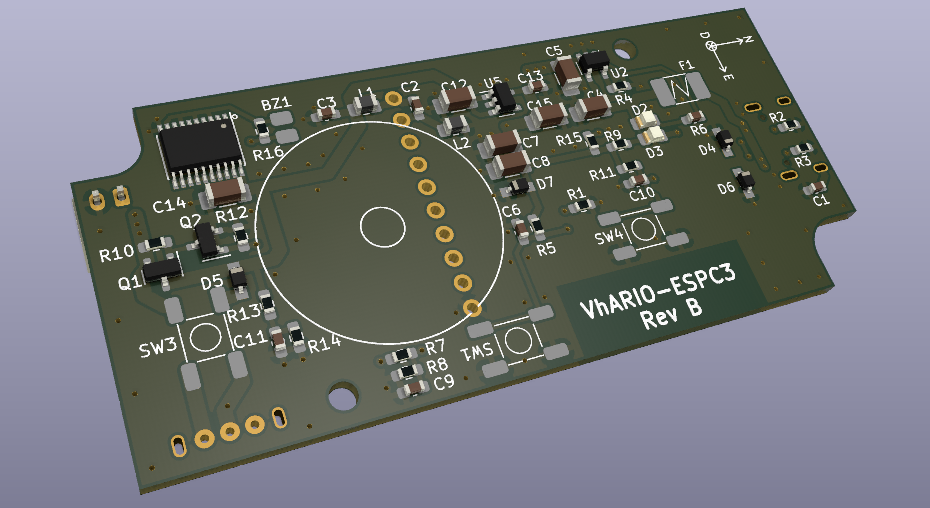 D
N
E
C5
U2
F1
BZ1
C3
L1
C2
C12
U5
C13
C4
R4
C15
R16
L2
D2
R6
R2
C7
R15
R9
D3
D4
R3
C8
R11
D7
C10
D6
C1
C14
R12
R1
Q2
C6
R5
SW4
R10
Q1
D5
VhARIO-ESPC3
Rev B
R13
SW3
C11
R14
SW1
R7
R8
C9